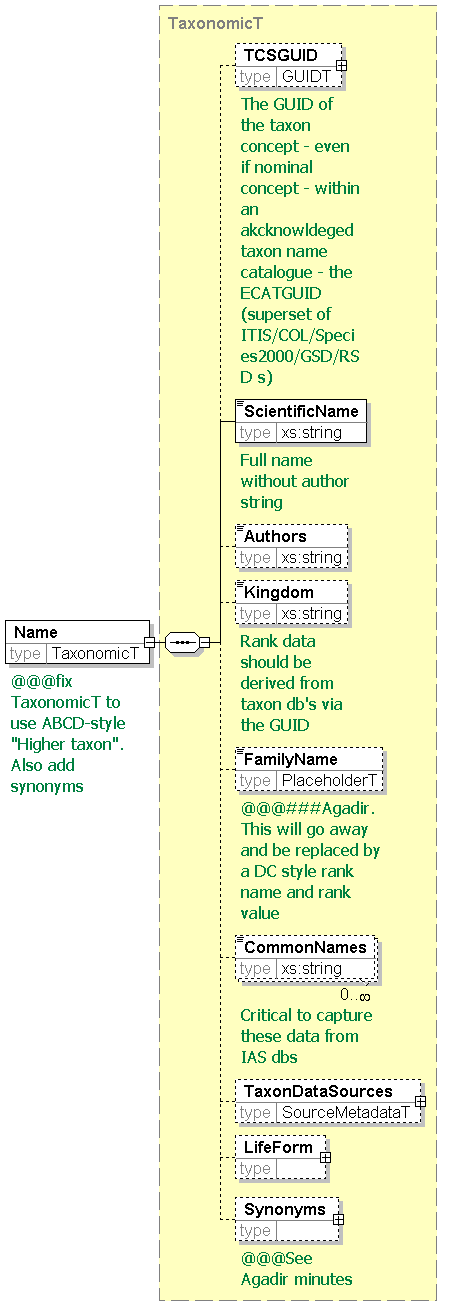 TaxonomicT
TCSGUID
type GUIDT
The GUID of
the taxon
concept - even
if nominal
concept - within
an
akcknowldeged
taxon name
catalogue - the
ECATGUID
(superset of
ITIS/COL/Speci
es2000/GSD/RS
D s)
ScientificName
type xs:string
Full name
without author
string
Authors
type xs:string
Kingdom
type xs:string
Rank data
should be
derived from
taxon db's via
the GUID
Name
type TaxonomicT
@@@fix
TaxonomicT to
use ABCD-style
"Higher taxon".
Also add
synonyms
FamilyName
type PlaceholderT
@@@###Agadir.
This will go away
and be replaced by
a DC style rank
name and rank
value
CommonNames
type xs:string
0..∞
Critical to capture
these data from
IAS dbs
TaxonDataSources
type SourceMetadataT
LifeForm
type
Synonyms
type
@@@See
Agadir minutes